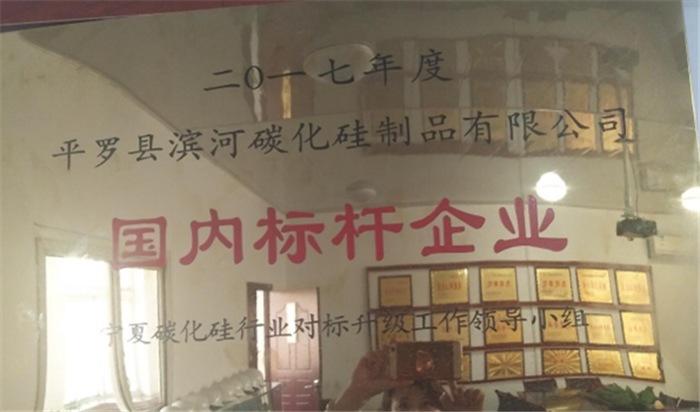 二〇一七年度
平罗县滨河碳化硅制品有限公司
国内标杆企业
宁夏碳化硅行业对标升级工作领导小组